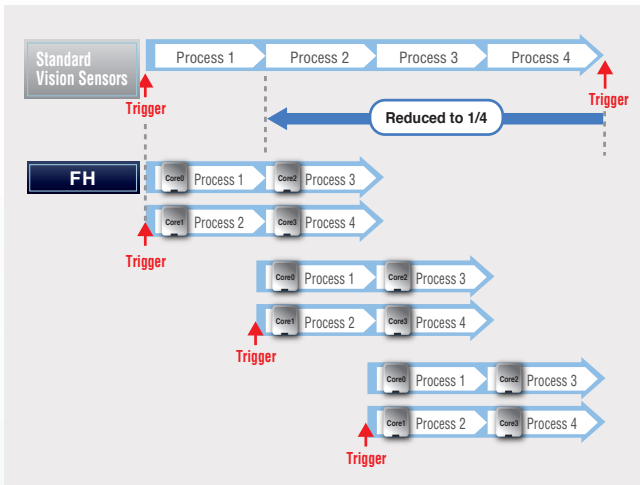 Standard
Vision Sensors
Process 1 Process 2 Process 3 Process 4
Trigger
Trigger
Reduced to 1/4
FH
Core0 Process 1 Core2 Process 3
Core1 Process 2 Core3 Process 4
Trigger
Core0 Process 1 Core2 Process 3
Core1 Process 2 Core3 Process 4
Trigger
Core0 Process 1 Core2 Process 3
Core1 Process 2 Core3 Process 4
Trigger